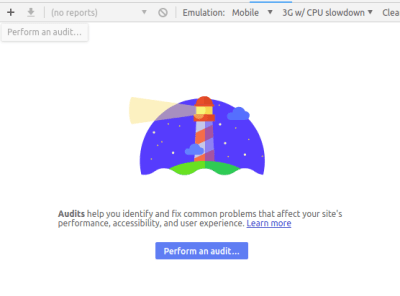 (no reports) Emulation: Mobile 3G w/ CPU slowdown Clea
Perform an audit...
Audits help you identify and fix common problems that affect your site's
performance, accessibility, and user experience. Learn more
Perform an audit...